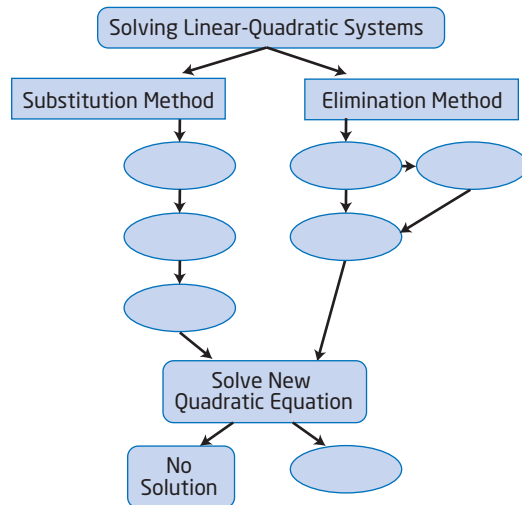 Solving Linear-Quadratic Systems
Substitution Method
Elimination Method
Solve New
Quadratic Equation
No
Solution